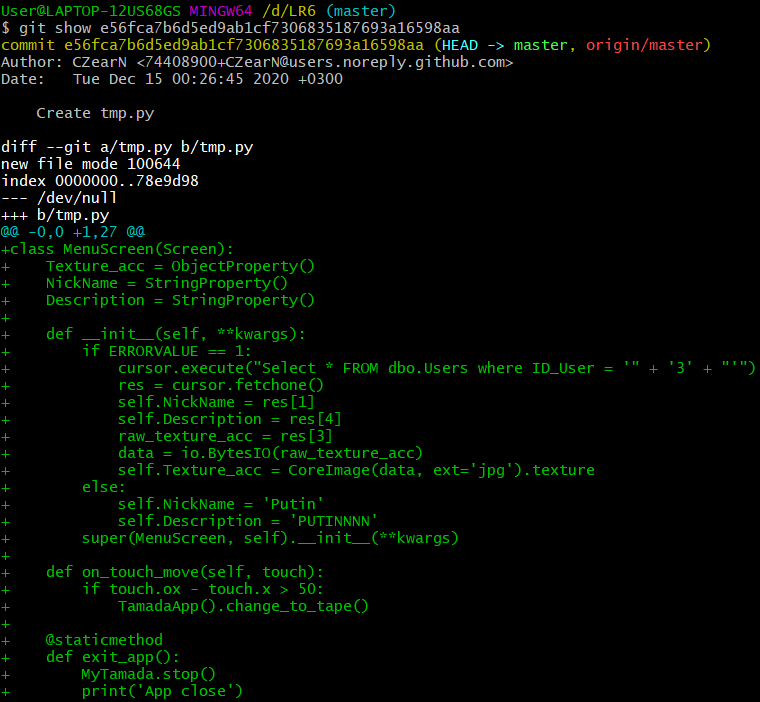 User@LAPTOP-12US68GS MINGW64 /d/LR6 (master)
$ git show e56fca7b6d5ed9ab1cf7306835187693a16598aa
commit e56fca7b6d5ed9ab1cf7306835187693a16598aa (HEAD -> master, origin/master)
Author: CZearN <74408900+CZearN@users.noreply.github.com>
Date:   Tue Dec 15 00:26:45 2020 +0300

    Create tmp.py

diff --git a/tmp.py b/tmp.py
new file mode 100644
index 0000000..78e9d98
--- /dev/null
+++ b/tmp.py
@@ -0,0 +1,27 @@
+class MenuScreen(Screen):
+    Texture_acc = ObjectProperty()
+    NickName = StringProperty()
+    Description = StringProperty()
+
+    def __init__(self, **kwargs):
+        if ERRORVALUE == 1:
+            cursor.execute("Select * FROM dbo.Users where ID_User = '" + '3' + "'")
+            res = cursor.fetchone()
+            self.NickName = res[1]
+            self.Description = res[4]
+            raw_texture_acc = res[3]
+            data = io.BytesIO(raw_texture_acc)
+            self.Texture_acc = CoreImage(data, ext='jpg').texture
+        else:
+            self.NickName = 'Putin'
+            self.Description = 'PUTINNNN'
+        super(MenuScreen, self).__init__(**kwargs)
+
+    def on_touch_move(self, touch):
+        if touch.ox - touch.x > 50:
+            TamadaApp().change_to_tape()
+
+    @staticmethod
+    def exit_app():
+        MyTamada.stop()
+        print('App close')